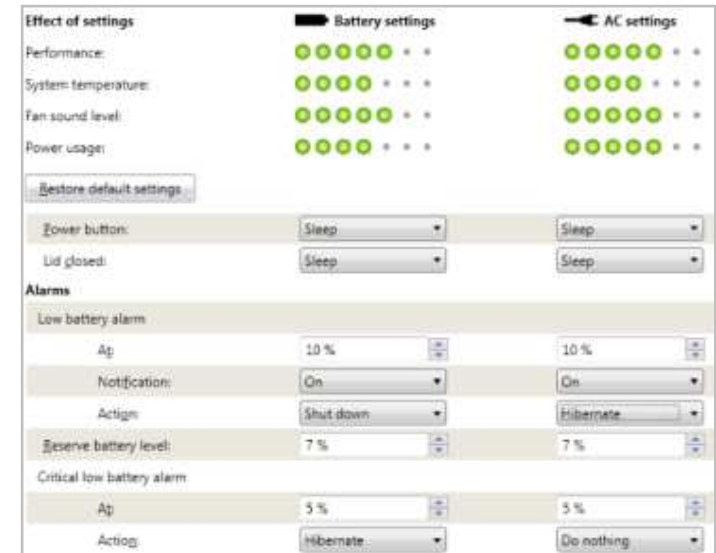 Effect of settings Battery settings AC settings
Performance:
System temperature:
Fan sound level:
Power usage:
Restore default settings
Power button: Sleep Sleep
Lid closed: Sleep Sleep
Alarms
Low battery alarm
At: 10 % 10 %
Notification: On On
Action: Shut down Hibernate
Reserve battery level: 7 % 7 %
Critical low battery alarm
At: 5 % 5 %
Action: Hibernate Do nothing